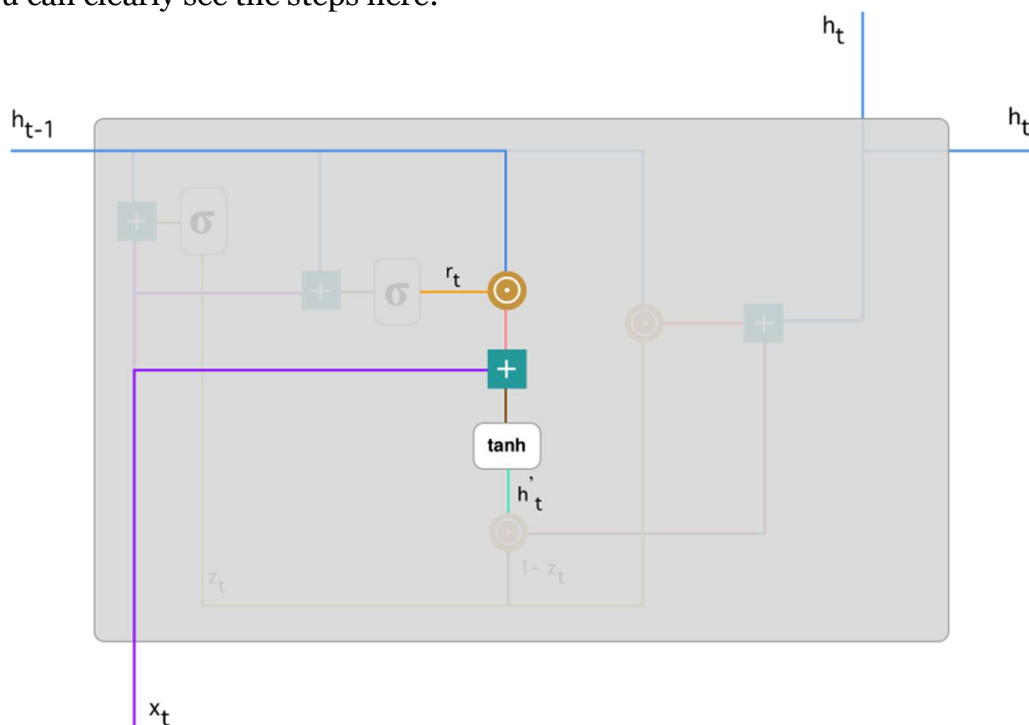 u can clearly see the steps here.
h_t
h_t-1
h_t
+
σ
r_t
+
σ
+
+
tanh
h'_t
1- z_t
z_t
x_t